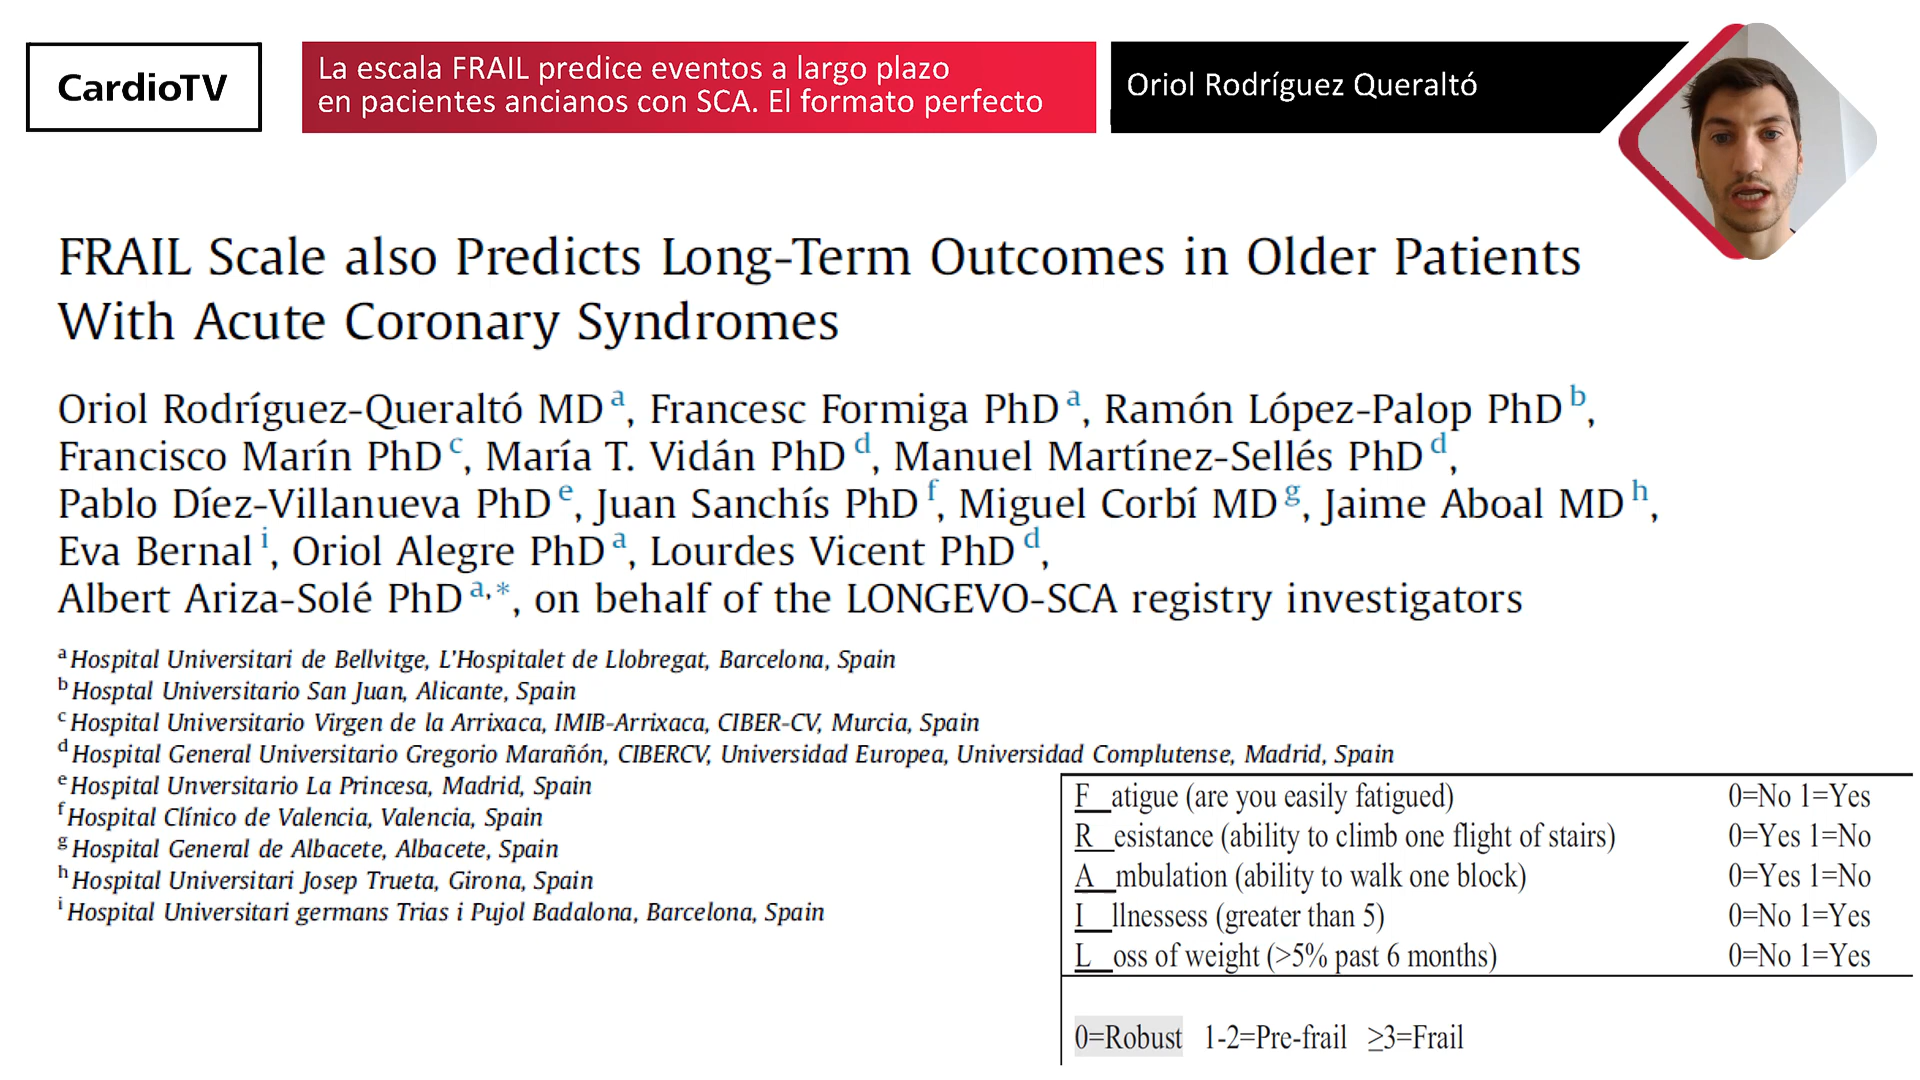 CardioTV
La escala FRAIL predice eventos a largo plazo
en pacientes ancianos con SCA. El formato perfecto
Oriol Rodríguez Queraltó
FRAIL Scale also Predicts Long-Term Outcomes in Older Patients
With Acute Coronary Syndromes
Oriol Rodríguez-Queraltó MD a, Francesc Formiga PhD a, Ramón López-Palop PhD b,
Francisco Marín PhD c, María T. Vidán PhD d, Manuel Martínez-Sellés PhD d,
Pablo Díez-Villanueva PhD e, Juan Sanchís PhD f, Miguel Corbí MD g, Jaime Aboal MD h,
Eva Bernal i, Oriol Alegre PhD a, Lourdes Vicent PhD d,
Albert Ariza-Solé PhD a,*, on behalf of the LONGEVO-SCA registry investigators
a Hospital Universitari de Bellvitge, L'Hospitalet de Llobregat, Barcelona, Spain
b Hosptal Universitario San Juan, Alicante, Spain
c Hospital Universitario Virgen de la Arrixaca, IMIB-Arrixaca, CIBER-CV, Murcia, Spain
d Hospital General Universitario Gregorio Marañón, CIBERCV, Universidad Europea, Universidad Complutense, Madrid, Spain
e Hospital Unversitario La Princesa, Madrid, Spain
f Hospital Clínico de Valencia, Valencia, Spain
g Hospital General de Albacete, Albacete, Spain
h Hospital Universitari Josep Trueta, Girona, Spain
i Hospital Universitari germans Trias i Pujol Badalona, Barcelona, Spain
F_atigue (are you easily fatigued) 0=No 1=Yes
R_esistance (ability to climb one flight of stairs) 0=Yes 1=No
A_mbulation (ability to walk one block) 0=Yes 1=No
I_llnessess (greater than 5) 0=No 1=Yes
L_oss of weight (>5% past 6 months) 0=No 1=Yes
0=Robust 1-2=Pre-frail ≥3=Frail